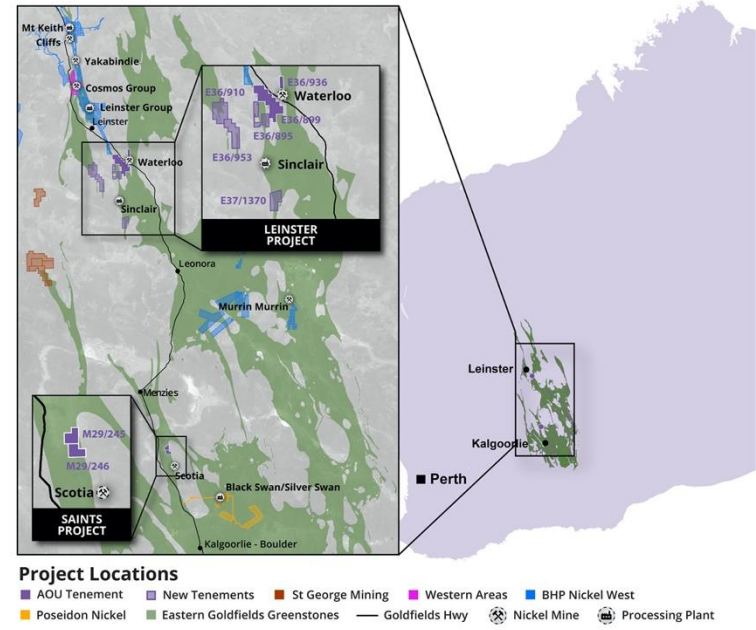 Mt Keith
Cliffs
Yakabindie
Cosmos Group
Leinster Group
Leinster
Waterloo
Sinclair
E36/936
E36/910
Waterloo
E36/899
E36/895
E36/953
Sinclair
E37/1370
LEINSTER
PROJECT
Leonora
Murrin Murrin
Menzies
M29/245
M29/246
Scotia
SAINTS
PROJECT
Scotia
Black Swan/Silver Swan
Kalgoorlie - Boulder
Leinster
Kalgoorlie
Perth
Project Locations
AOU Tenement New Tenements St George Mining Western Areas BHP Nickel West
Poseidon Nickel Eastern Goldfields Greenstones Goldfields Hwy Nickel Mine Processing Plant